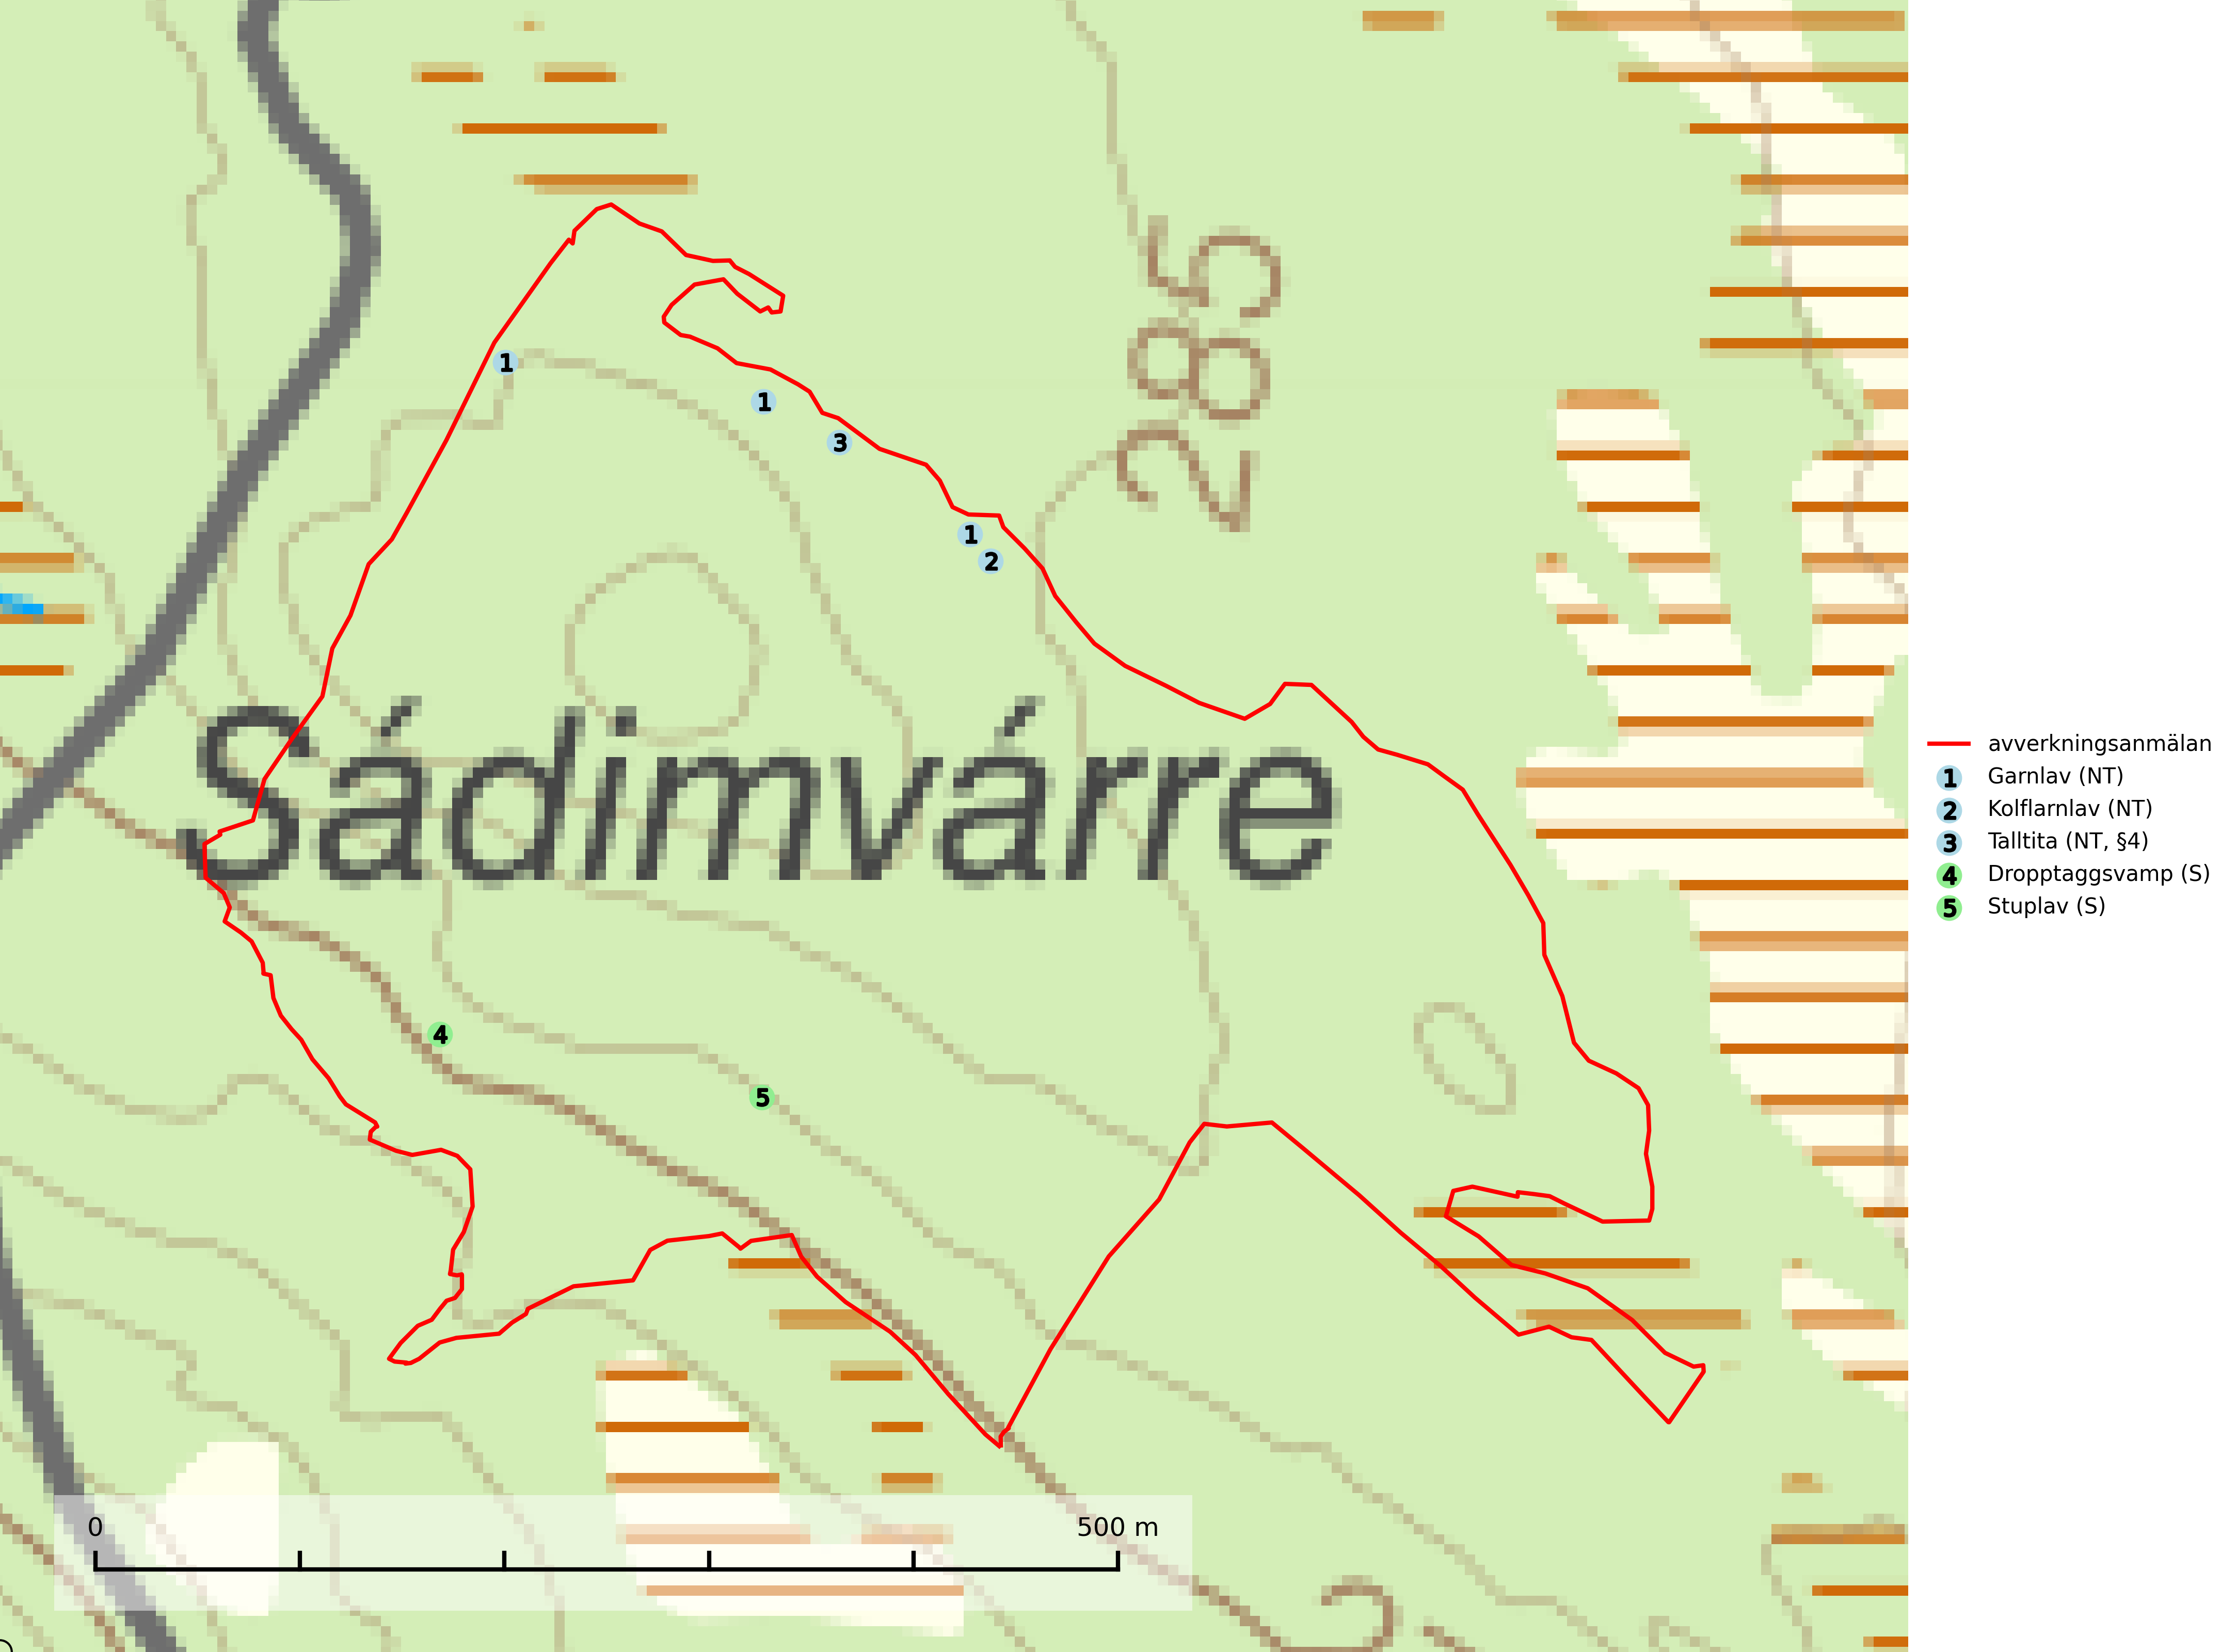 1
1
3
285
1
2
Sádimvárre
4
5
0
500 m
avverkningsanmälan
1 Garnlav (NT)
2 Kolflarnlav (NT)
3 Talltita (NT, §4)
4 Dropptaggsvamp (S)
5 Stuplav (S)